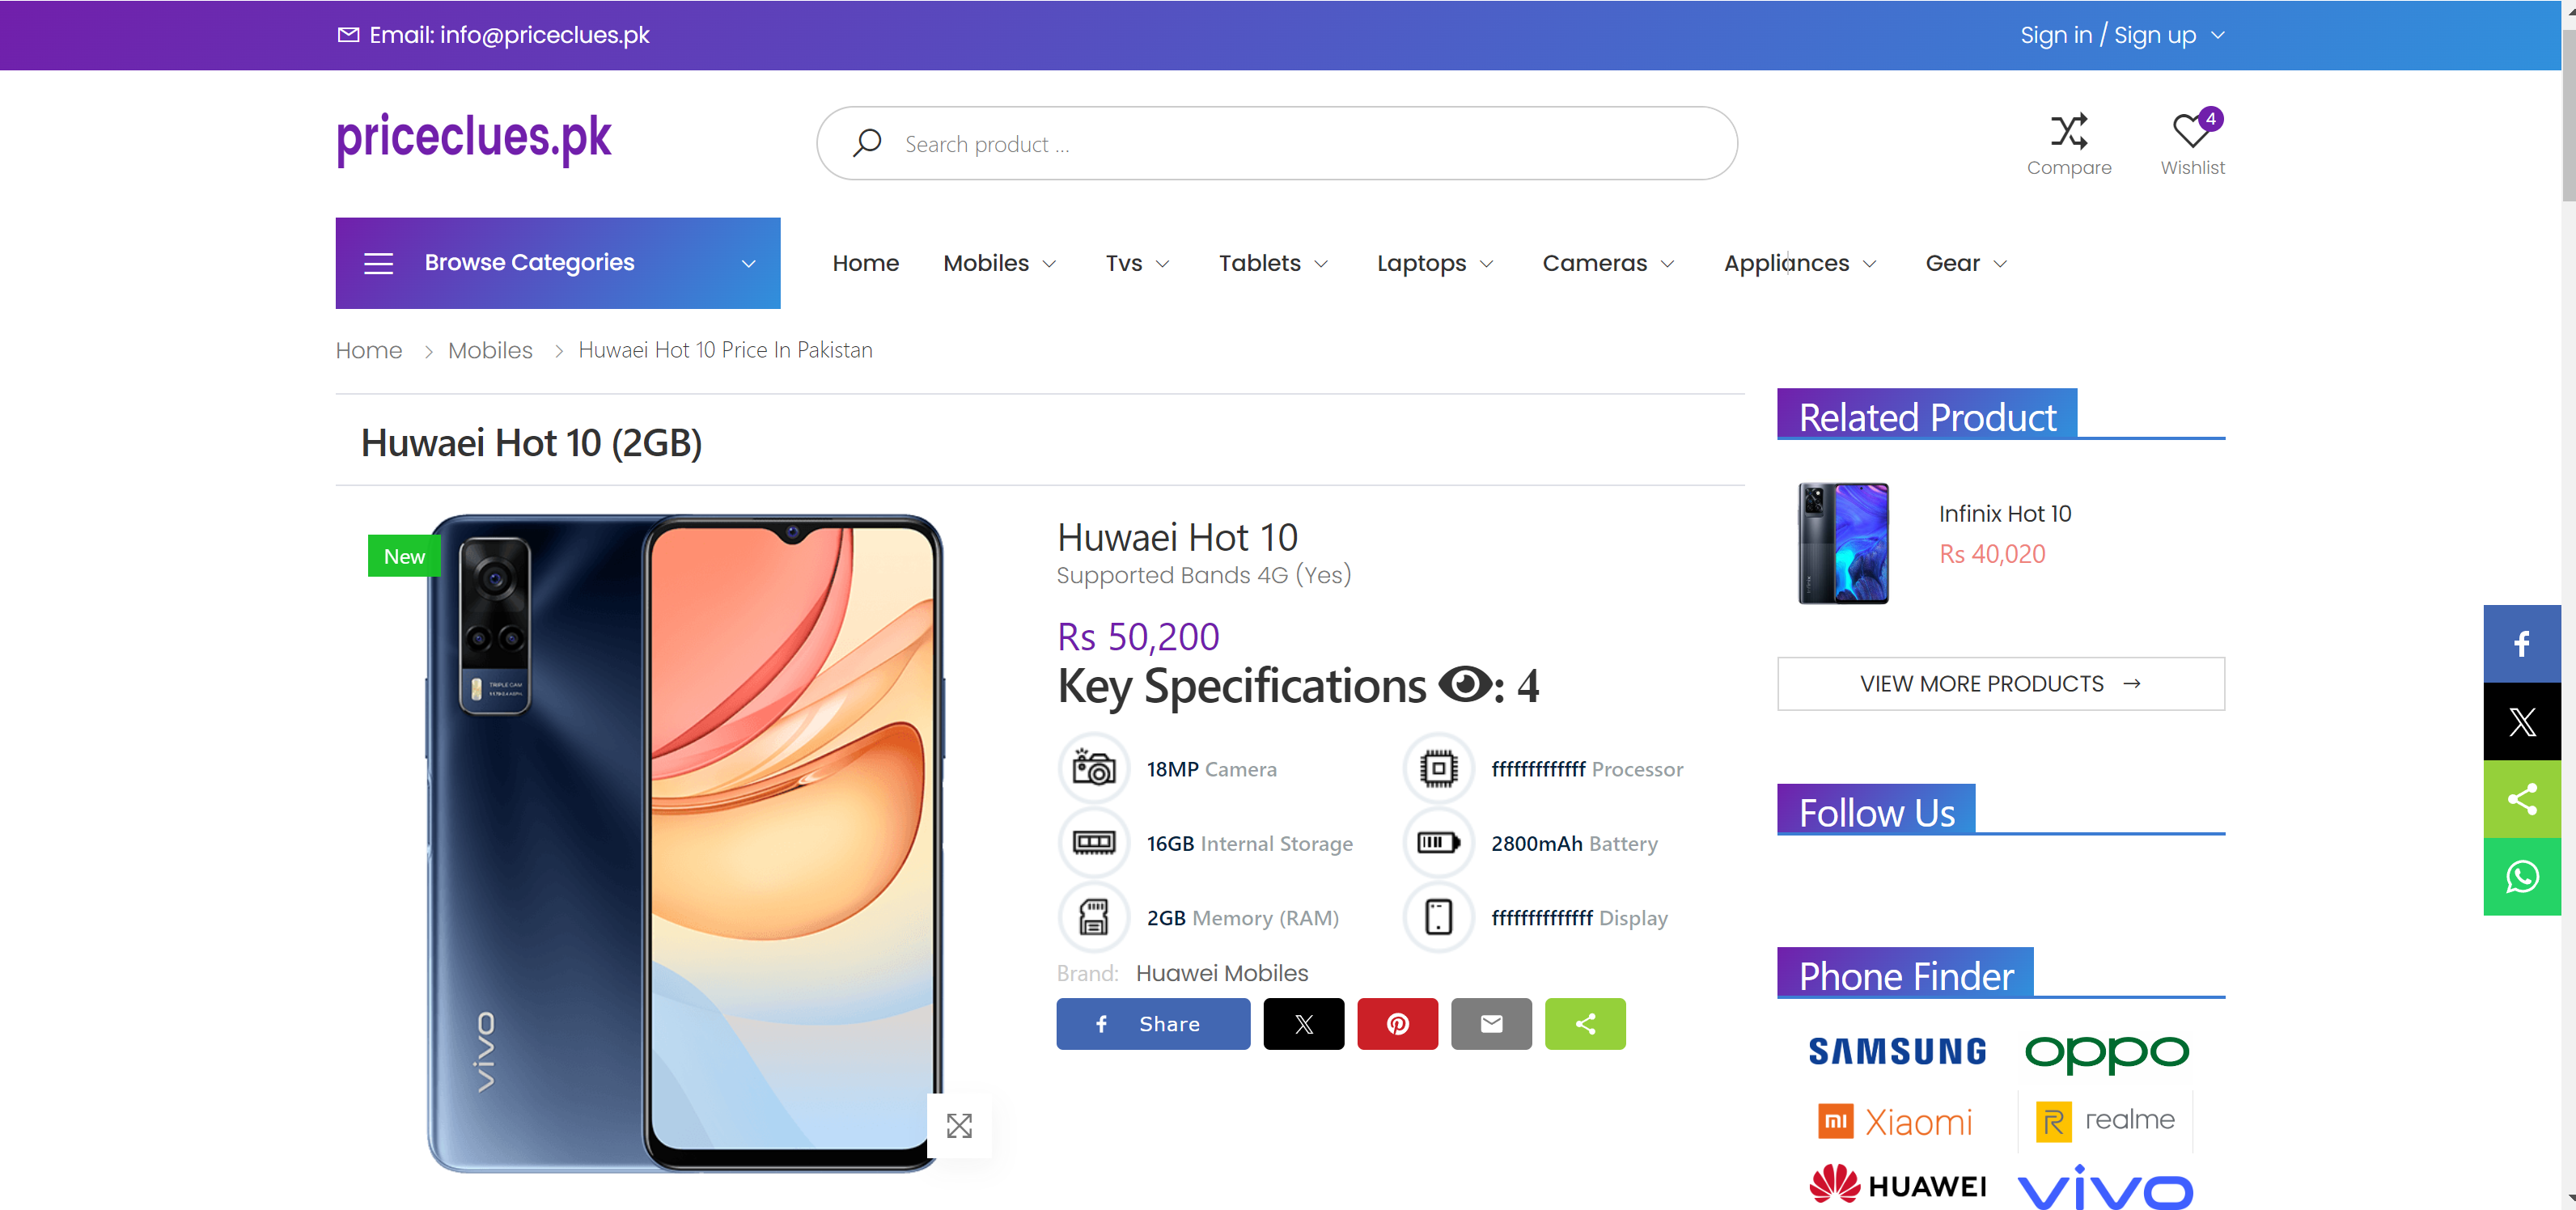 Email: info@priceclues.pk
Sign in / Sign up
priceclues.pk
Search product ...
Compare
4
Wishlist
Browse Categories
Home
Mobiles
Tvs
Tablets
Laptops
Cameras
Appliances
Gear
Home > Mobiles > Huwaei Hot 10 Price In Pakistan
Huwaei Hot 10 (2GB)
New
TRIPLE CAM
vivo
Huwaei Hot 10
Supported Bands 4G (Yes)
Rs 50,200
Key Specifications : 4
18MP Camera
fffffffffffff Processor
16GB Internal Storage
2800mAh Battery
2GB Memory (RAM)
ffffffffffffff Display
Brand: Huawei Mobiles
Share
Related Product
Infinix Hot 10
Rs 40,020
VIEW MORE PRODUCTS →
Follow Us
Phone Finder
SAMSUNG
oppo
mi Xiaomi
R realme
HUAWEI
vivo